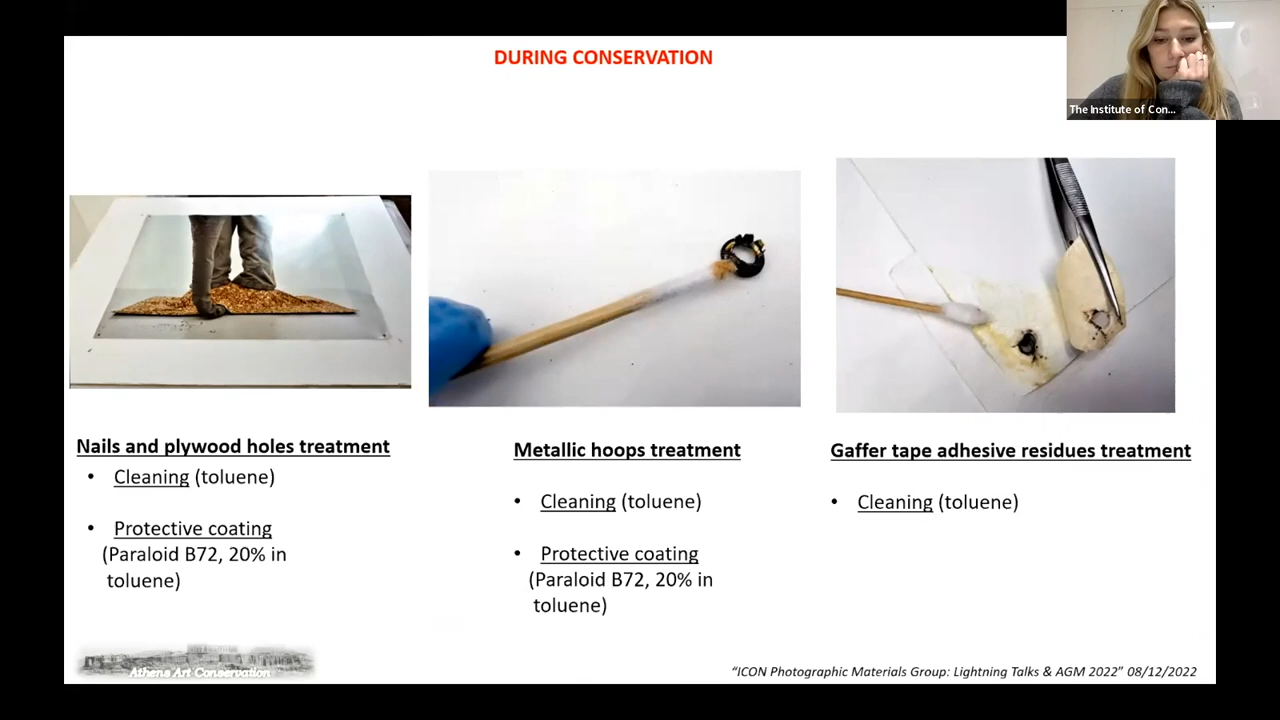 DURING CONSERVATION
The Institute of Con...
Nails and plywood holes treatment
• Cleaning (toluene)
• Protective coating
(Paraloid B72, 20% in
toluene)
Metallic hoops treatment
• Cleaning (toluene)
• Protective coating
(Paraloid B72, 20% in
toluene)
Gaffer tape adhesive residues treatment
• Cleaning (toluene)
Athens Art Conservation
“ICON Photographic Materials Group: Lightning Talks & AGM 2022” 08/12/2022